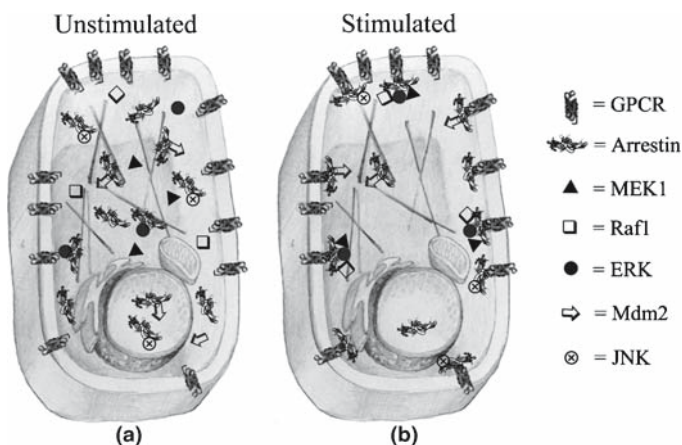 Unstimulated
Stimulated
= GPCR
= Arrestin
= MEK1
= Raf1
= ERK
= Mdm2
= JNK
(a)
(b)